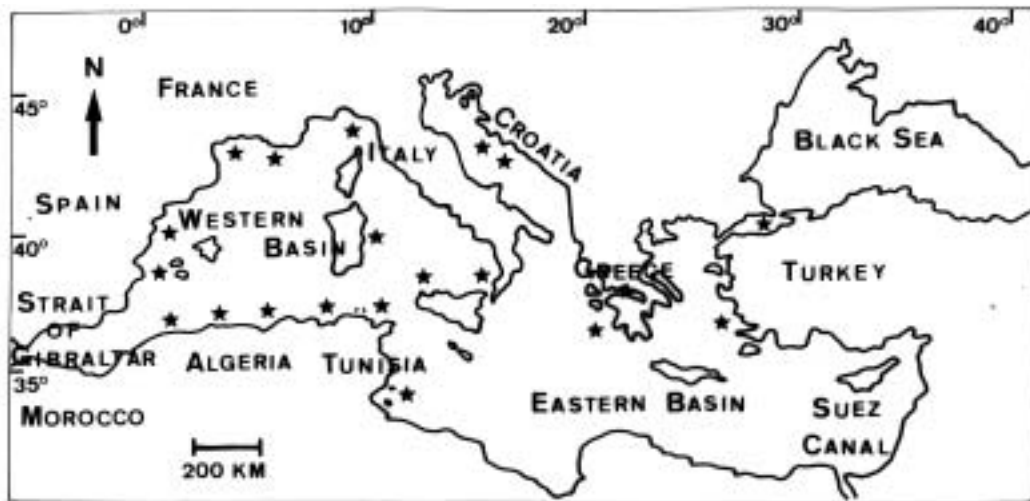 0° 10° 20° 30° 40°
N
FRANCE
45°
CROATIA
BLACK SEA
ITALY
SPAIN
WESTERN
BASIN
40°
GREECE
TURKEY
STRAIT
OF
GIBRALTAR
ALGERIA TUNISIA
35°
EASTERN BASIN
SUEZ
CANAL
MOROCCO
200 KM